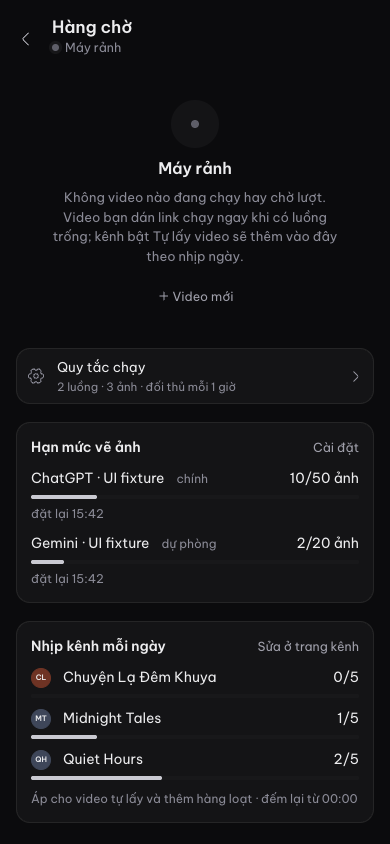 Hàng chờ
Máy rảnh
Máy rảnh
Không video nào đang chạy hay chờ lượt.
Video bạn dán link chạy ngay khi có luồng
trống; kênh bật Tự lấy video sẽ thêm vào đây
theo nhịp ngày.
+ Video mới
Quy tắc chạy
2 luồng · 3 ảnh · đối thủ mỗi 1 giờ
Hạn mức vẽ ảnh Cài đặt
ChatGPT · UI fixture chính 10/50 ảnh
đặt lại 15:42
Gemini · UI fixture dự phòng 2/20 ảnh
đặt lại 15:42
Nhịp kênh mỗi ngày Sửa ở trang kênh
CL Chuyện Lạ Đêm Khuya 0/5
MT Midnight Tales 1/5
QH Quiet Hours 2/5
Áp cho video tự lấy và thêm hàng loạt · đếm lại từ 00:00